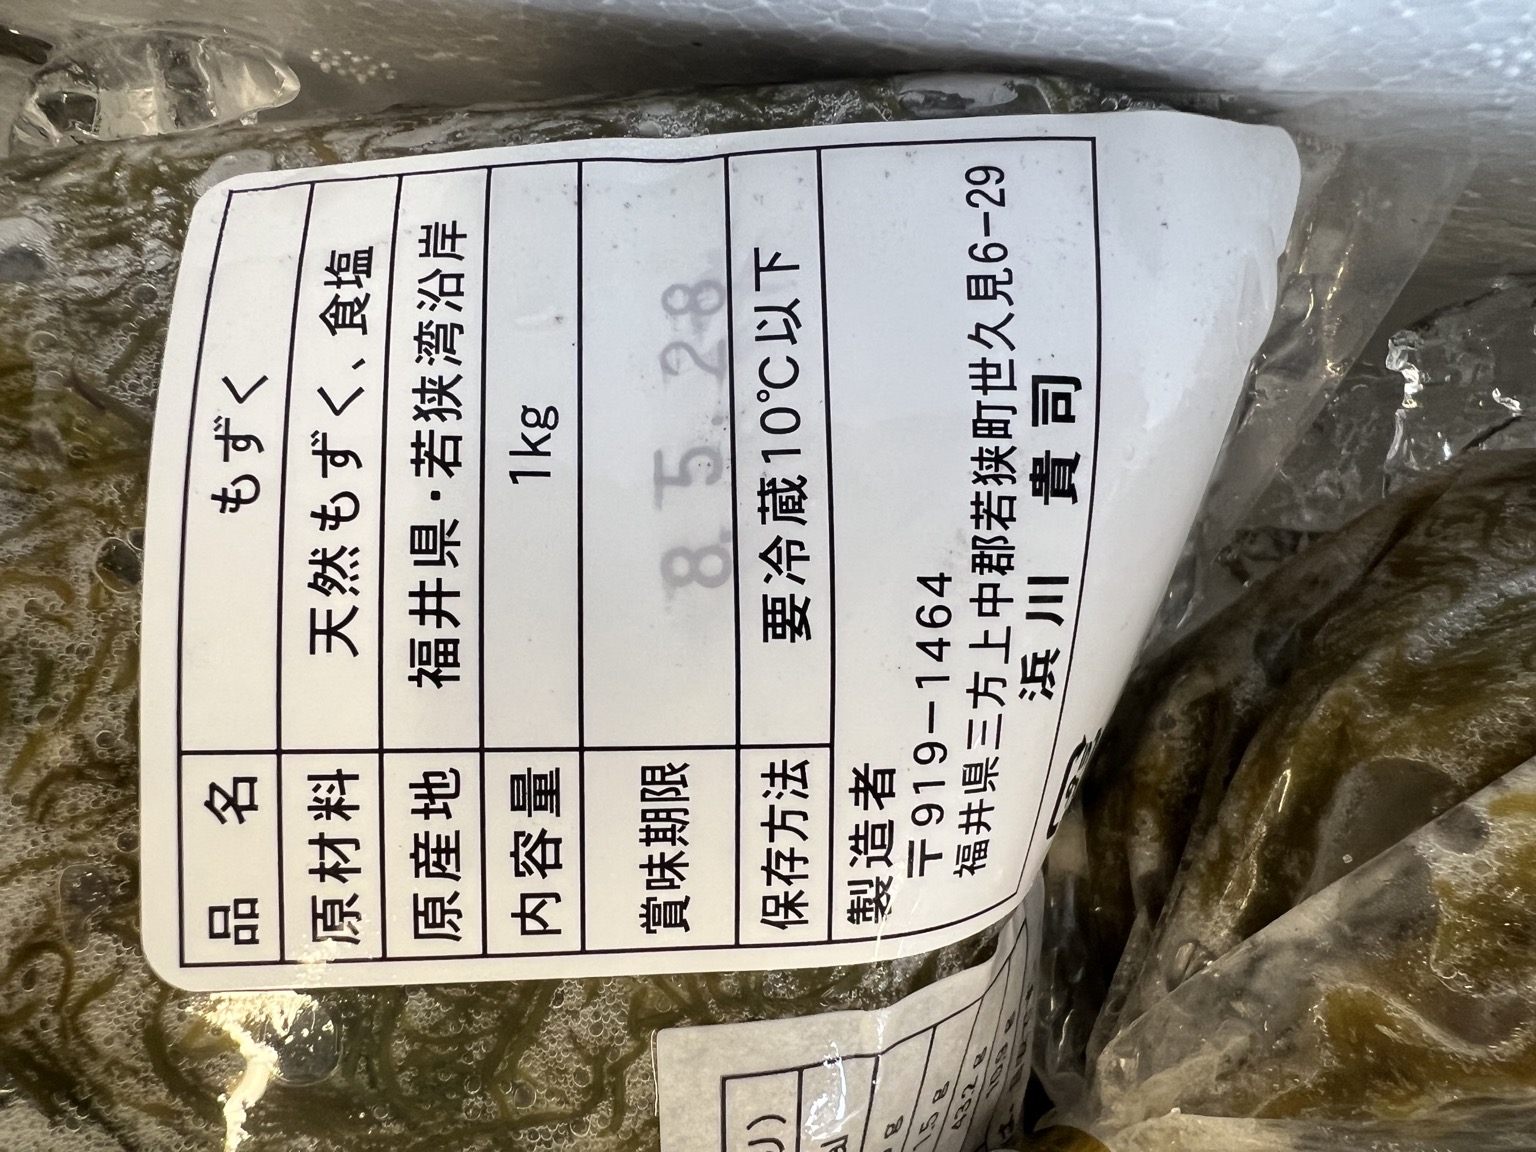 品 名 もずく
原材料 天然もずく、食塩
原産地 福井県・若狭湾沿岸
内容量 1kg
賞味期限 8.5.28
保存方法 要冷蔵10℃以下
製造者
〒919-1464
福井県三方上中郡若狭町世久見6-29
浜川 貴司